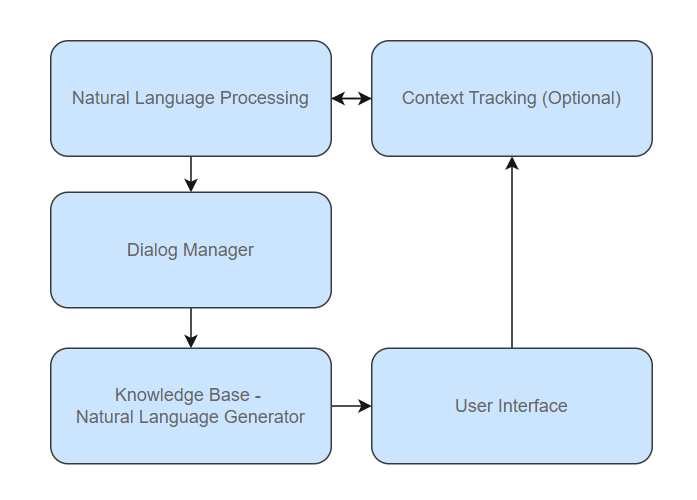 Natural Language Processing
Context Tracking (Optional)
Dialog Manager
Knowledge Base -
Natural Language Generator
User Interface